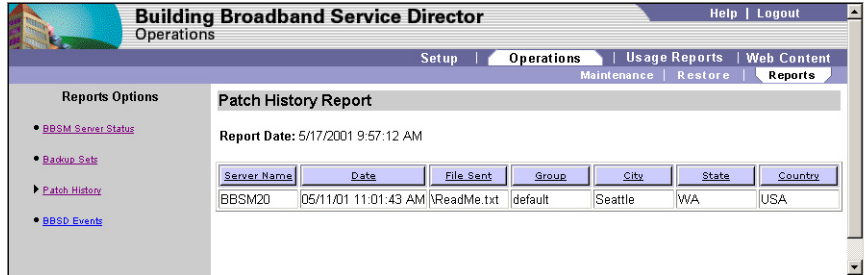 Building Broadband Service Director
Help | Logout
Operations
Setup | Operations | Usage Reports | Web Content
Maintenance | Restore | Reports
Reports Options
BBSM Server Status
Backup Sets
Patch History
BBSD Events
Patch History Report
Report Date: 5/17/2001 9:57:12 AM
Server Name Date File Sent Group City State Country
BBSM20 05/11/01 11:01:43 AM \ReadMe.txt default Seattle WA USA